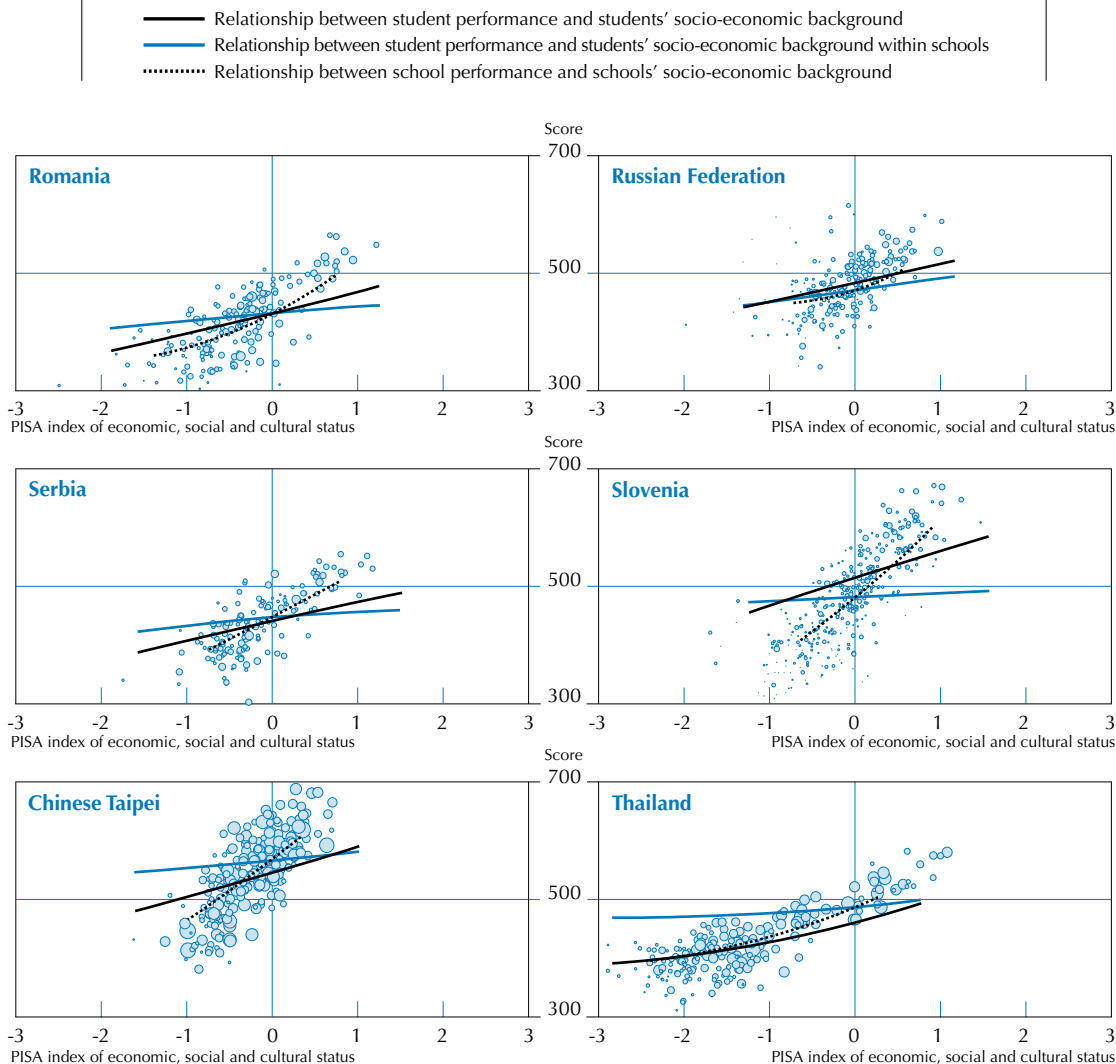 Relationship between student performance and students’ socio-economic background
Relationship between student performance and students’ socio-economic background within schools
Relationship between school performance and schools’ socio-economic background
Score
700
Romania
Russian Federation
500
300
-3 -2 -1 0 1 2 3
-3 -2 -1 0 1 2 3
PISA index of economic, social and cultural status
PISA index of economic, social and cultural status
Score
700
Serbia
Slovenia
500
300
-3 -2 -1 0 1 2 3
-3 -2 -1 0 1 2 3
PISA index of economic, social and cultural status
PISA index of economic, social and cultural status
Score
700
Chinese Taipei
Thailand
500
300
-3 -2 -1 0 1 2 3
-3 -2 -1 0 1 2 3
PISA index of economic, social and cultural status
PISA index of economic, social and cultural status